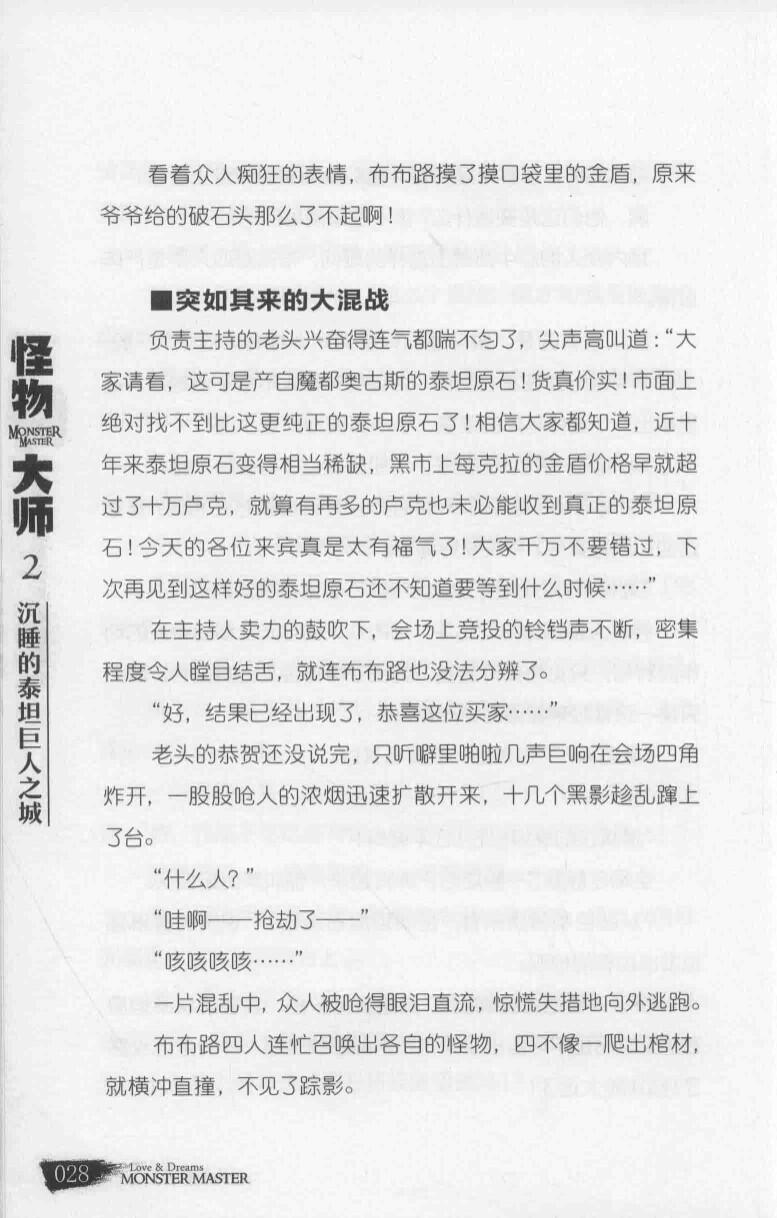 看着众人痴狂的表情，布布路摸了摸口袋里的金盾，原来
爷爷给的破石头那么了不起啊！
■突如其来的大混战
负责主持的老头兴奋得连气都喘不匀了，尖声高叫道：“大
家请看，这可是产自魔都奥古斯的泰坦原石！货真价实！市面上
绝对找不到比这更纯正的泰坦原石了！相信大家都知道，近十
年来泰坦原石变得相当稀缺，黑市上每克拉的金盾价格早就超
过了十万卢克，就算有再多的卢克也未必能收到真正的泰坦原
石！今天的各位来宾真是太有福气了！大家千万不要错过，下
次再见到这样好的泰坦原石还不知道要等到什么时候……”
在主持人卖力的鼓吹下，会场上竞投的铃铛声不断，密集
程度令人瞠目结舌，就连布布路也没法分辨了。
“好，结果已经出现了，恭喜这位买家……”
老头的恭贺还没说完，只听噼里啪啦几声巨响在会场四角
炸开，一股股呛人的浓烟迅速扩散开来，十几个黑影趁乱蹿上
了台。
“什么人？”
“哇啊——抢劫了——”
“咳咳咳咳……”
一片混乱中，众人被呛得眼泪直流，惊慌失措地向外逃跑。
布布路四人连忙召唤出各自的怪物，四不像一爬出棺材，
就横冲直撞，不见了踪影。
怪物
MONSTER
MASTER
大师
2
沉睡的泰坦巨人之城
028
Love & Dreams
MONSTER MASTER